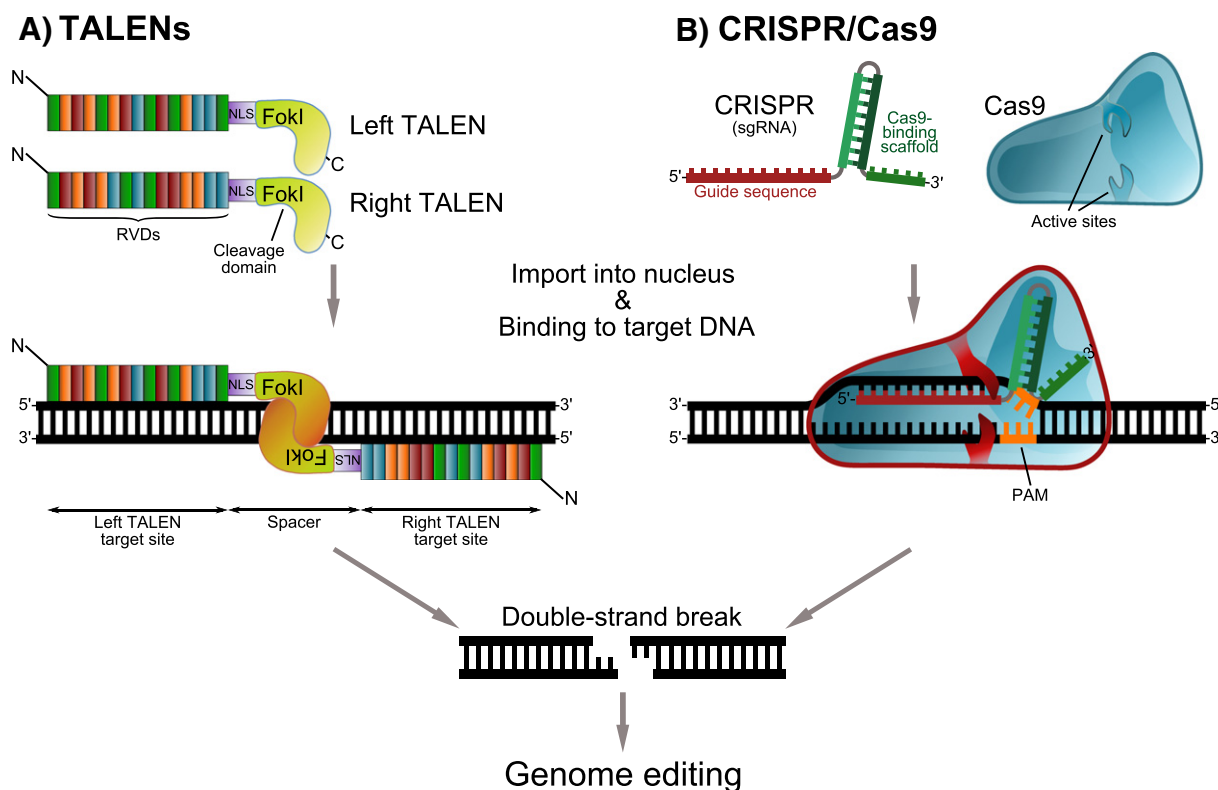 A) TALENs
N
NLS
FokI
Left TALEN
C
NLS
FokI
Right TALEN
C
RVDs
Cleavage
domain
B) CRISPR/Cas9
CRISPR
(sgRNA)
Cas9-
binding
scaffold
5'-
-3'
Guide sequence
Cas9
Active sites
Import into nucleus
&
Binding to target DNA
N
NLS
FokI
5'-
-3'
3'-
-5'
FokI
NLS
N
Left TALEN
target site
Spacer
Right TALEN
target site
3'
5'-
3'-
-5'
5'-
-3'
PAM
Double-strand break
Genome editing